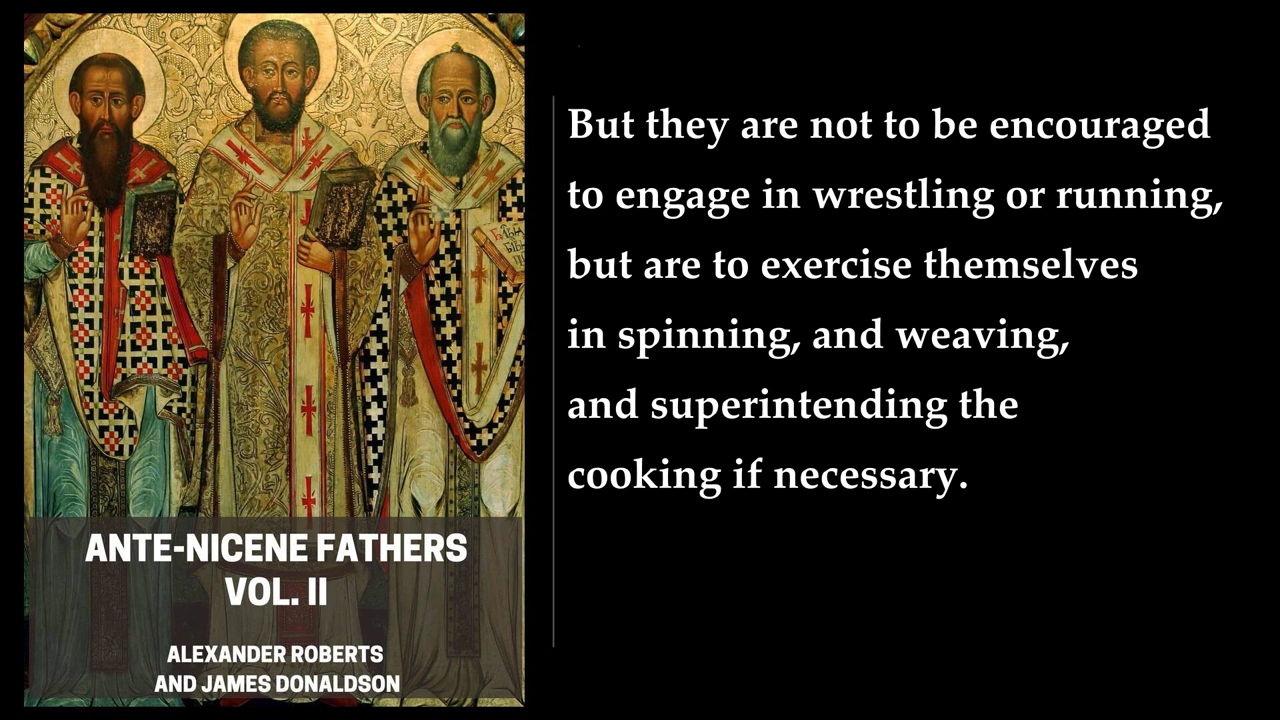 But they are not to be encouraged
to engage in wrestling or running,
but are to exercise themselves
in spinning, and weaving,
and superintending the
cooking if necessary.
ANTE-NICENE FATHERS
VOL. II
ALEXANDER ROBERTS
AND JAMES DONALDSON